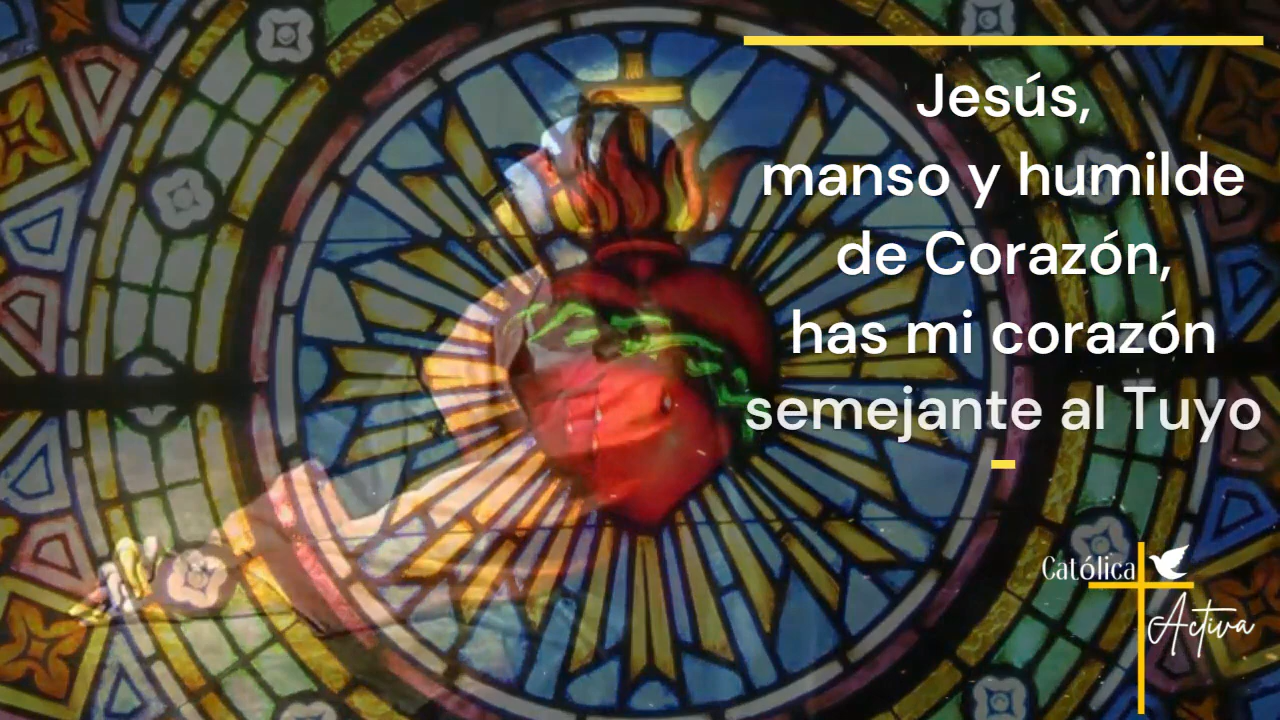 Jesús,
manso y humilde
de Corazón,
has mi corazón
semejante al Tuyo
Católica
Activa